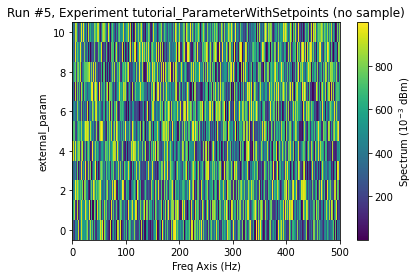 Run #5, Experiment tutorial_ParameterWithSetpoints (no sample)
10
8
6
4
2
0
external_param
0 100 200 300 400 500
Freq Axis (Hz)
800
600
400
200
Spectrum (10⁻³ dBm)